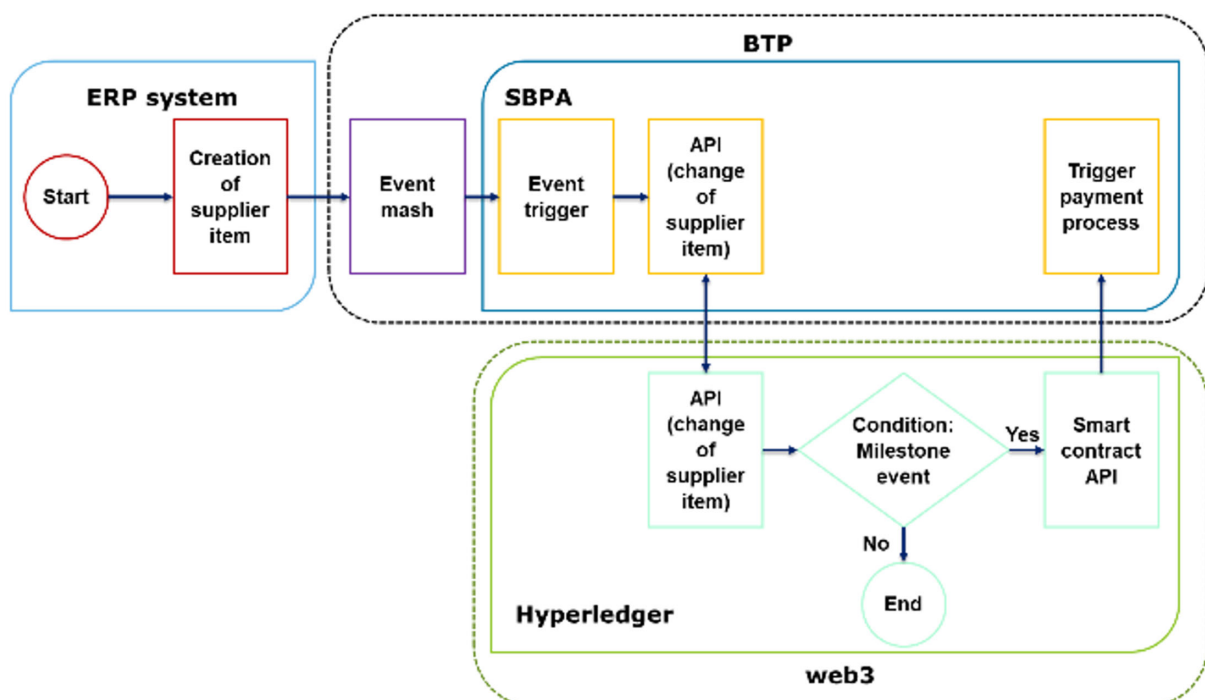 BTP
ERP system
SBPA
Start
Creation
of
supplier
item
Event
mash
Event
trigger
API
(change
of
supplier
item)
Trigger
payment
process
API
(change
of
supplier
item)
Condition:
Milestone
event
Yes
Smart
contract
API
No
End
Hyperledger
web3